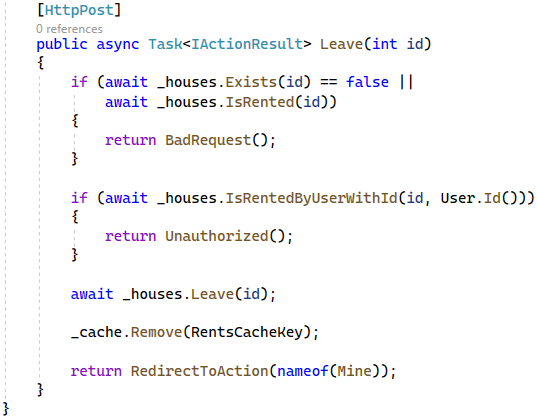 [HttpPost]
0 references
public async Task<IActionResult> Leave(int id)
{
if (await _houses.Exists(id) == false ||
await _houses.IsRented(id))
{
return BadRequest();
}
if (await _houses.IsRentedByUserWithId(id, User.Id()))
{
return Unauthorized();
}
await _houses.Leave(id);
_cache.Remove(RentsCacheKey);
return RedirectToAction(nameof(Mine));
}
}